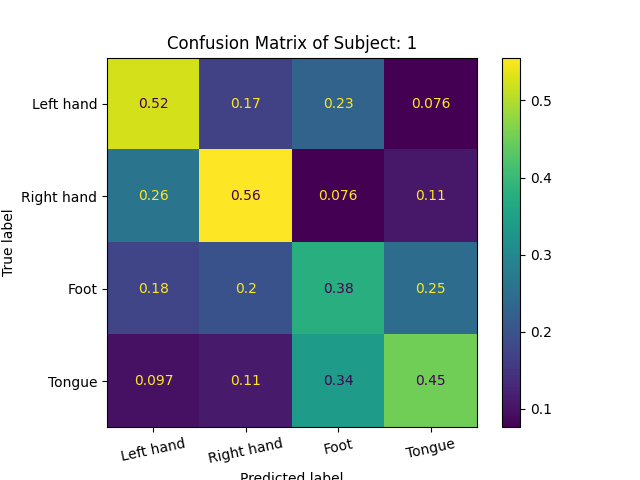 Confusion Matrix of Subject: 1
Left hand 0.52 0.17 0.23 0.076
Right hand 0.26 0.56 0.076 0.11
Foot 0.18 0.2 0.38 0.25
Tongue 0.097 0.11 0.34 0.45
Left hand Right hand Foot Tongue
Predicted label
True label
0.5
0.4
0.3
0.2
0.1